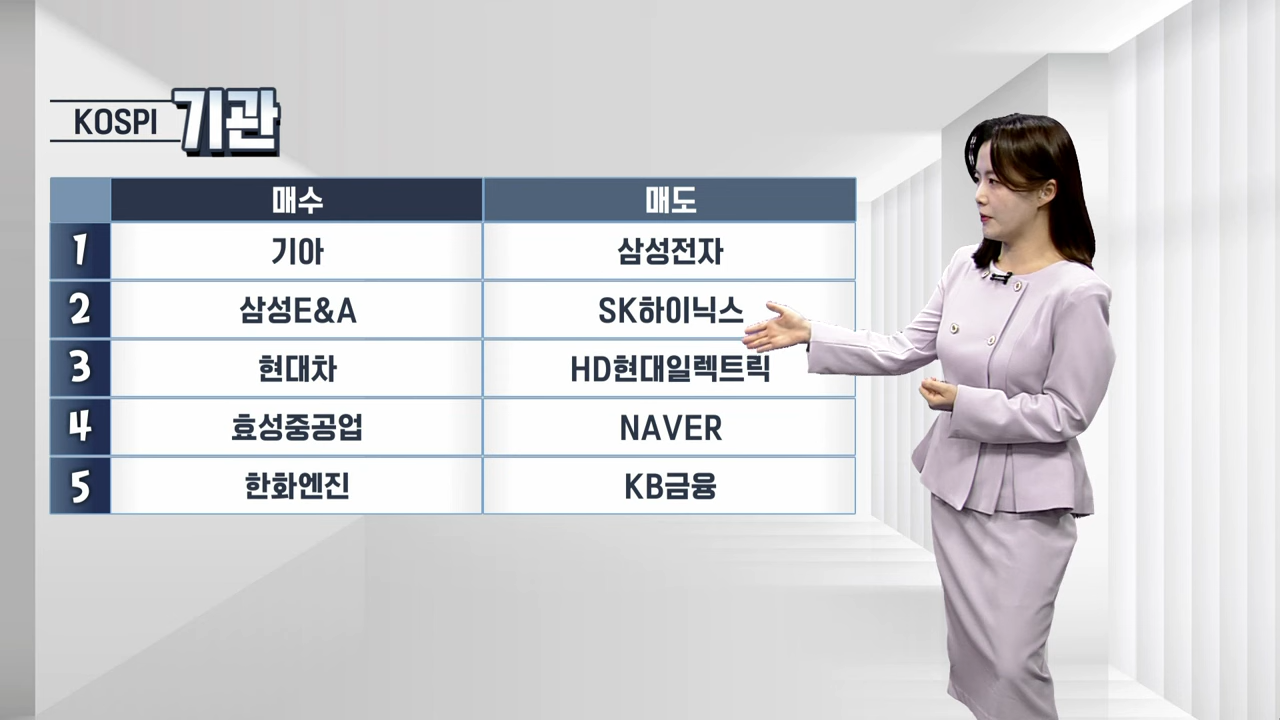 KOSPI 기관
매수 매도
1 기아 삼성전자
2 삼성E&A SK하이닉스
3 현대차 HD현대일렉트릭
4 효성중공업 NAVER
5 한화엔진 KB금융